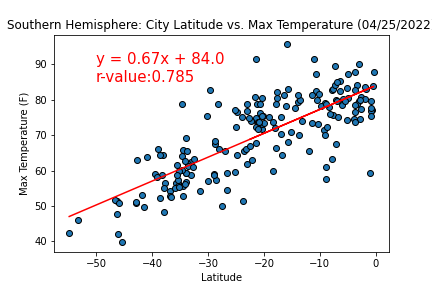 Southern Hemisphere: City Latitude vs. Max Temperature (04/25/2022
y = 0.67x + 84.0
r-value:0.785
Max Temperature (F)
90
80
70
60
50
40
−50
−40
−30
−20
−10
0
Latitude